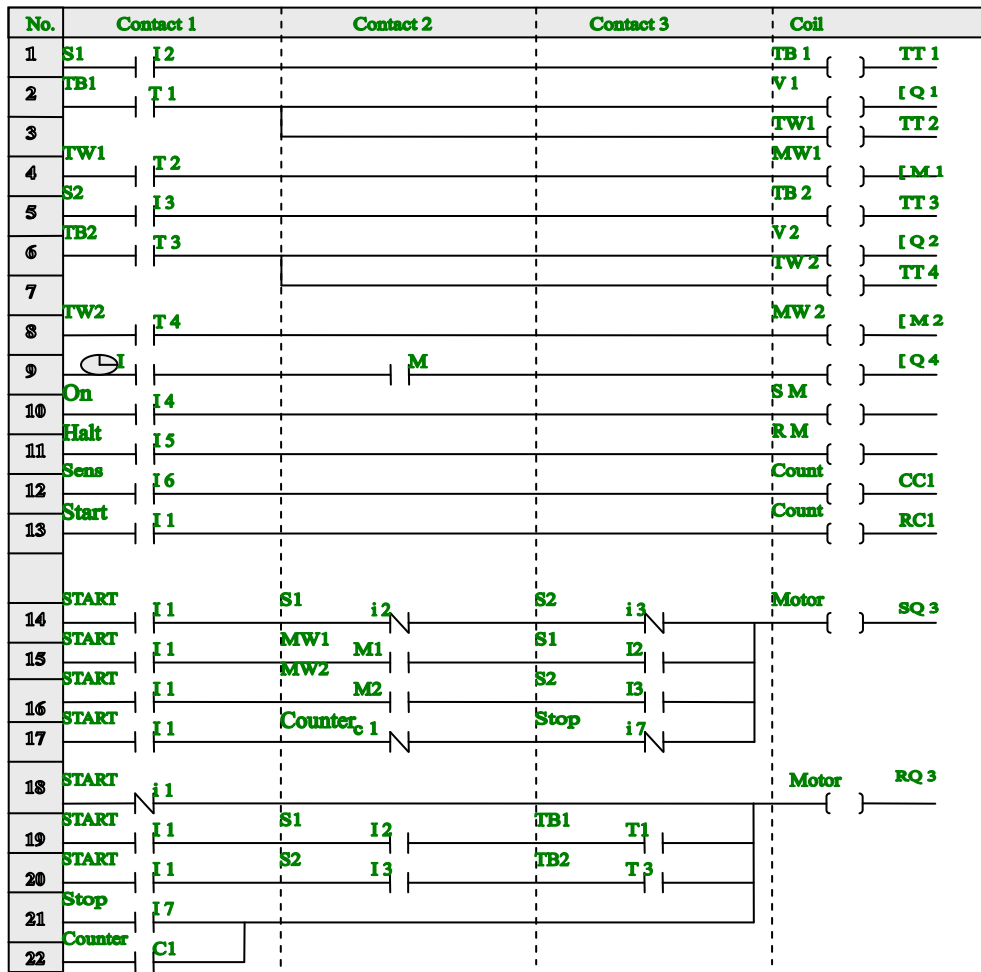 No. Contact 1 Contact 2 Contact 3 Coil
1 S1 I 2 TB 1 TT 1
2 TB1 T 1 V 1 [ Q 1
3 TW1 TT 2
4 TW1 T 2 MW1 [ M 1
5 S2 I 3 TB 2 TT 3
6 TB2 T 3 V 2 [ Q 2
7 TW 2 TT 4
8 TW2 T 4 MW 2 [ M 2
9 I M [ Q 4
10 On I 4 S M
11 Halt I 5 R M
12 Sens I 6 Count CC1
13 Start I 1 Count RC1
14 START I 1 S1 i 2 S2 i 3 Motor SQ 3
15 START I 1 MW1 M1 S1 I2
16 START I 1 MW2 M2 S2 I3
17 START I 1 Counter c 1 Stop i 7
18 START i 1 Motor RQ 3
19 START I 1 S1 I 2 TB1 T1
20 START I 1 S2 I 3 TB2 T 3
21 Stop I 7
22 Counter C1